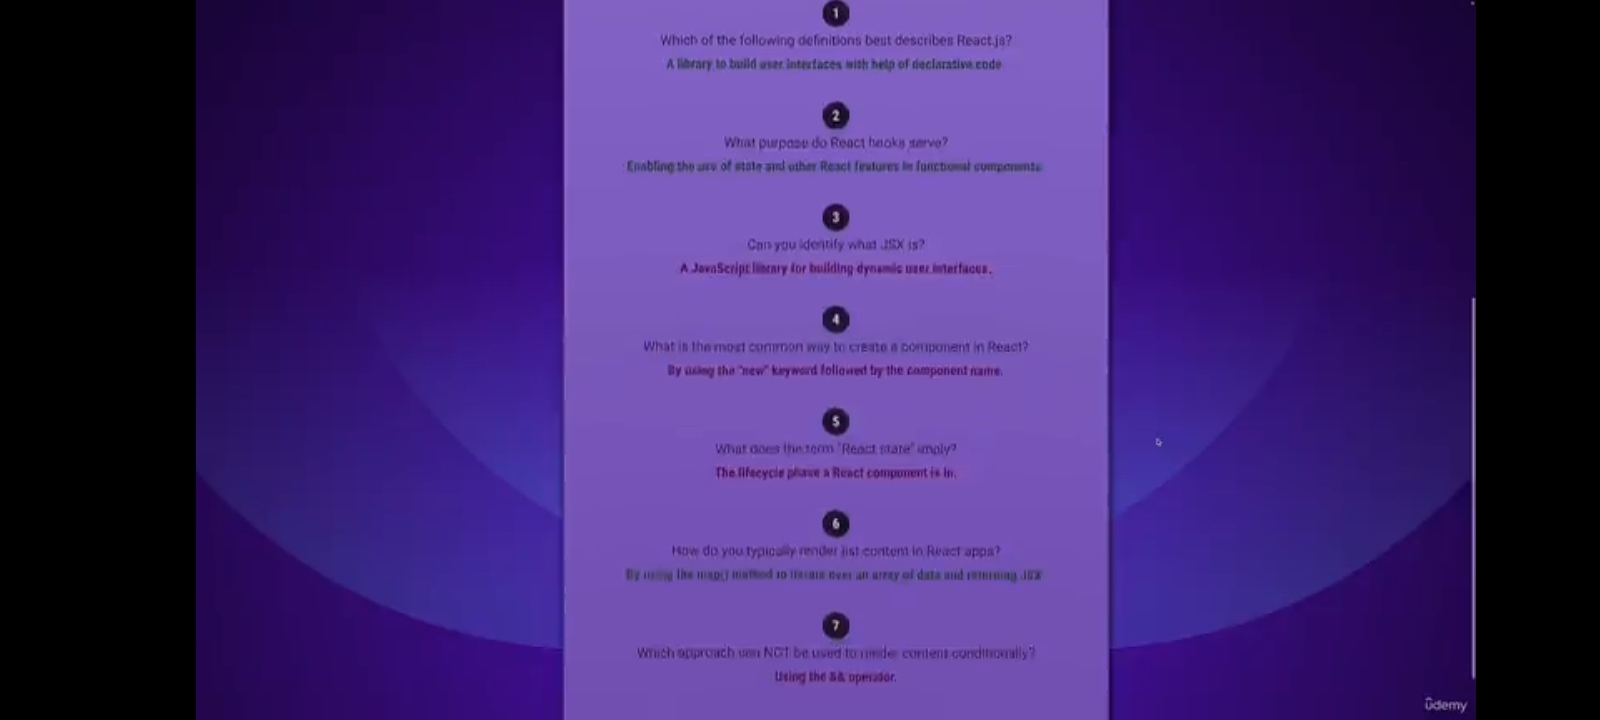 1
Which of the following definitions best describes React.js?
A library to build user interfaces with help of declarative code.
2
What purpose do React hooks serve?
Enabling the use of state and other React features in functional components.
3
Can you identify what JSX is?
A JavaScript library for building dynamic user interfaces.
4
What is the most common way to create a component in React?
By using the "new" keyword followed by the component name.
5
What does the term "React state" imply?
The lifecycle phase a React component is in.
6
How do you typically render list content in React apps?
By using the map() method to iterate over an array of data and returning JSX
7
Which approach can NOT be used to render content conditionally?
Using the && operator.
ûdemy